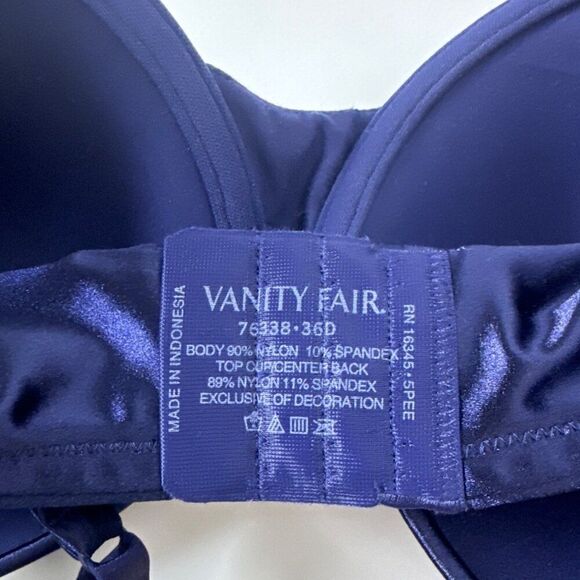 VANITY FAIR.
76338•36D
BODY 90% NYLON 10% SPANDEX
TOP CUP/CENTER BACK
89% NYLON 11% SPANDEX
EXCLUSIVE OF DECORATION
MADE IN INDONESIA
RN 16345•5PEE